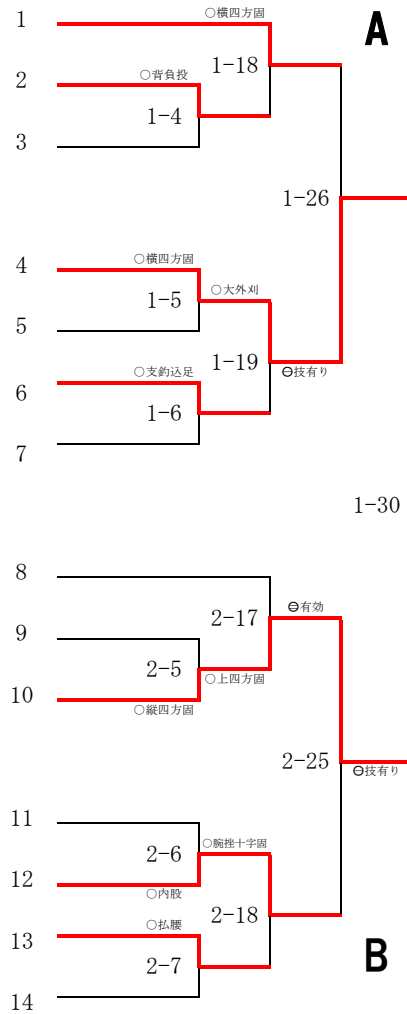 1
○横四方固
A
1-18
2
○背負投
1-4
3
1-26
4
○横四方固
1-5
○大外刈
5
1-19
6
○支釣込足
⊖技有り
1-6
7
1-30
8
⊖有効
2-17
9
2-5
○上四方固
10
○縦四方固
2-25
⊖技有り
11
2-6
○腕挫十字固
12
○内股
2-18
13
○払腰
B
2-7
14